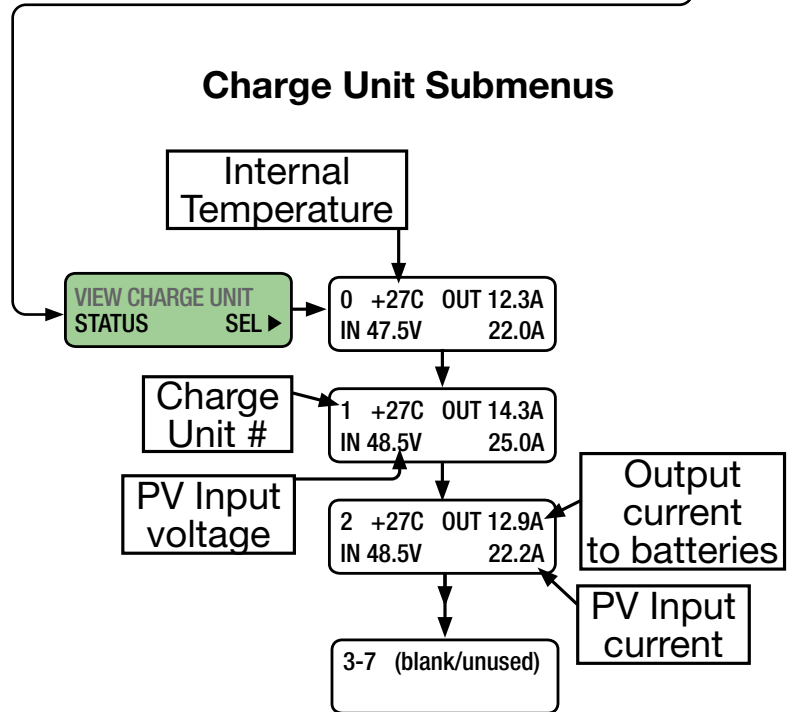 Charge Unit Submenus
Internal
Temperature
VIEW CHARGE UNIT
STATUS SEL ▶
0 +27C OUT 12.3A
IN 47.5V 22.0A
Charge
Unit #
1 +27C OUT 14.3A
IN 48.5V 25.0A
PV Input
voltage
2 +27C OUT 12.9A
IN 48.5V 22.2A
Output
current
to batteries
PV Input
current
3-7 (blank/unused)